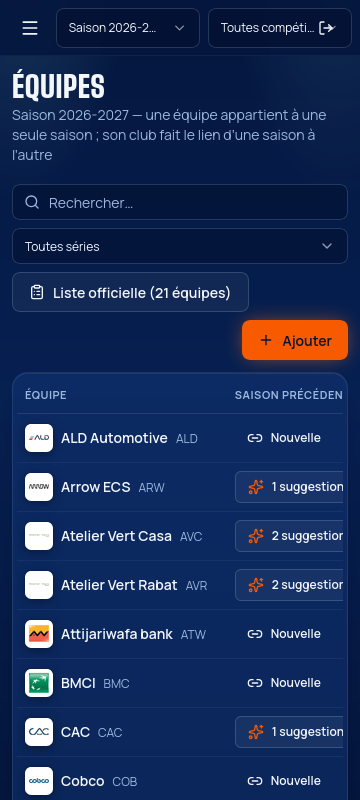 Saison 2026-2...
Toutes compéti...
ÉQUIPES
Saison 2026-2027 — une équipe appartient à une
seule saison ; son club fait le lien d'une saison à
l'autre
Rechercher...
Toutes séries
Liste officielle (21 équipes)
Ajouter
ÉQUIPE SAISON PRÉCÉDEN
ALD ALD Automotive ALD Nouvelle
ARROW Arrow ECS ARW 1 suggestion
Atelier Vert Casa AVC 2 suggestion
Atelier Vert Rabat AVR 2 suggestion
Attijariwafa bank ATW Nouvelle
BMCI BMC Nouvelle
CAC CAC CAC 1 suggestion
cobco Cobco COB Nouvelle